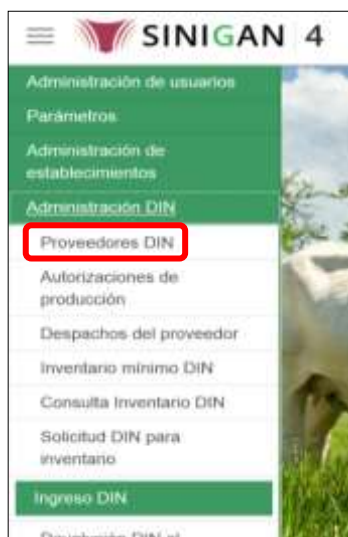 SINIGAN 4
Administración de usuarios
Parámetros
Administración de
establecimientos
Administración DIN
Proveedores DIN
Autorizaciones de
producción
Despachos del proveedor
Inventario mínimo DIN
Consulta Inventario DIN
Solicitud DIN para
inventario
Ingreso DIN